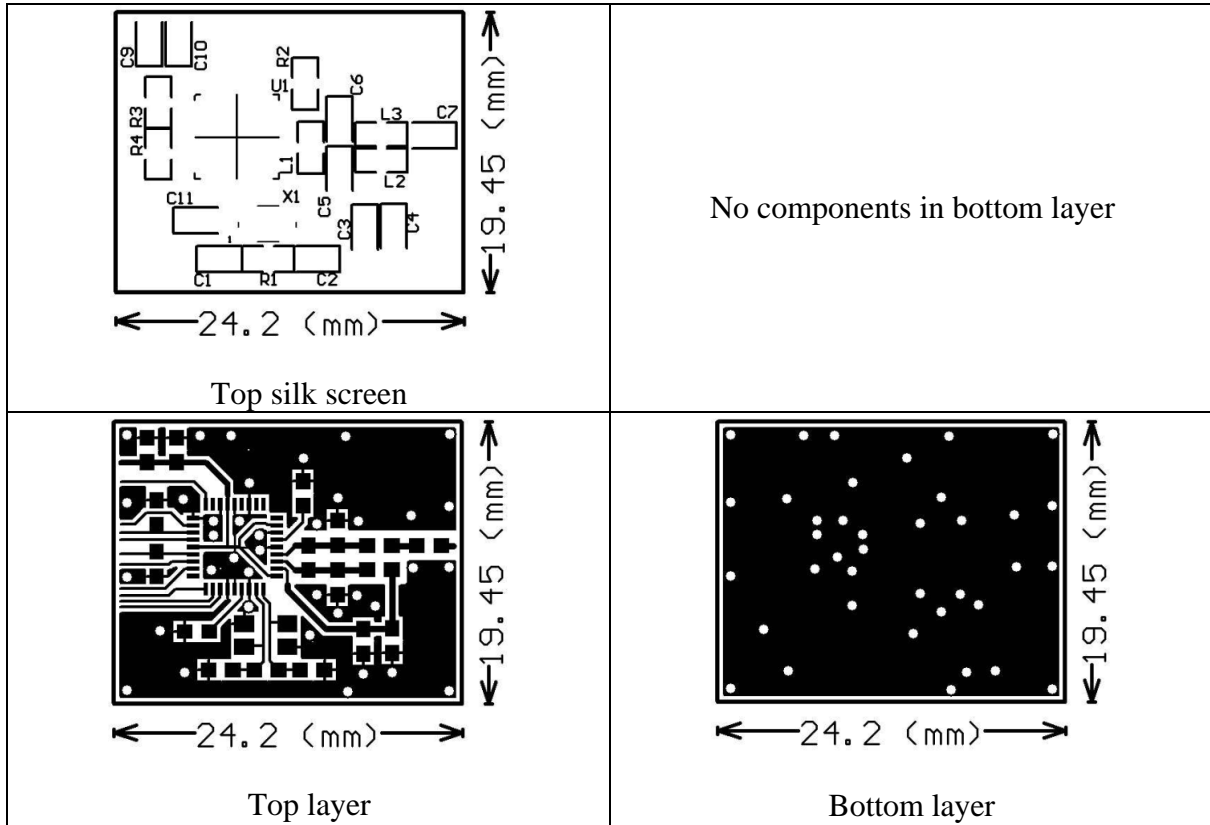 C9
C10
R2
U1
C6
R3
R4
L3
C7
L1
L2
C11
X1
C5
C3
C4
1
C1
R1
C2
19.45 (mm)
24.2 (mm)
Top silk screen
No components in bottom layer
19.45 (mm)
24.2 (mm)
Top layer
19.45 (mm)
24.2 (mm)
Bottom layer